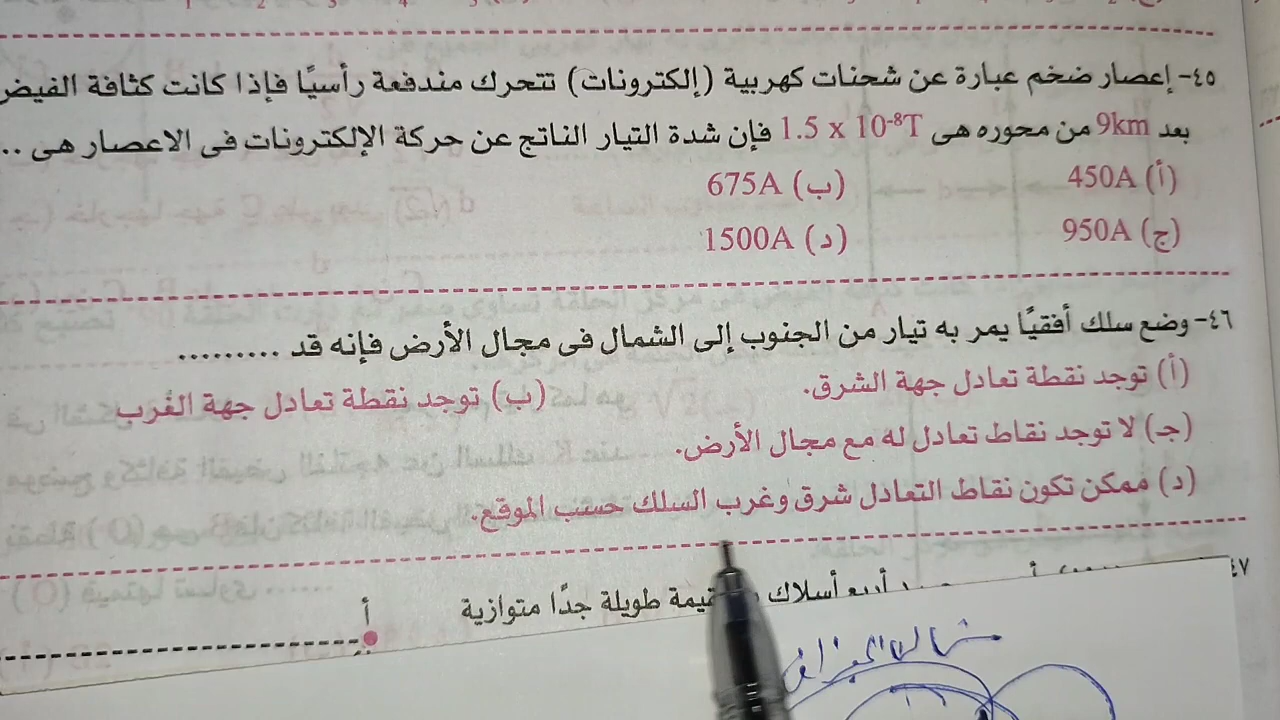 ٤٥- إعصار ضخم عبارة عن شحنات كهربية (إلكترونات) تتحرك مندفعة رأسيًا فإذا كانت كثافة الفيض
بعد 9km من محوره هى 1.5 x 10⁻⁸T فإن شدة التيار الناتج عن حركة الإلكترونات فى الاعصار هى ..
(أ) 450A (ب) 675A
(ج) 950A (د) 1500A
٤٦- وضع سلك أفقيًا يمر به تيار من الجنوب إلى الشمال فى مجال الأرض فإنه قد .........
(أ) توجد نقطة تعادل جهة الشرق. (ب) توجد نقطة تعادل جهة الغرب
(جـ) لا توجد نقاط تعادل له مع مجال الأرض.
(د) ممكن تكون نقاط التعادل شرق وغرب السلك حسب الموقع.
٤٧
أسلاك طويلة جدًا متوازية
أ